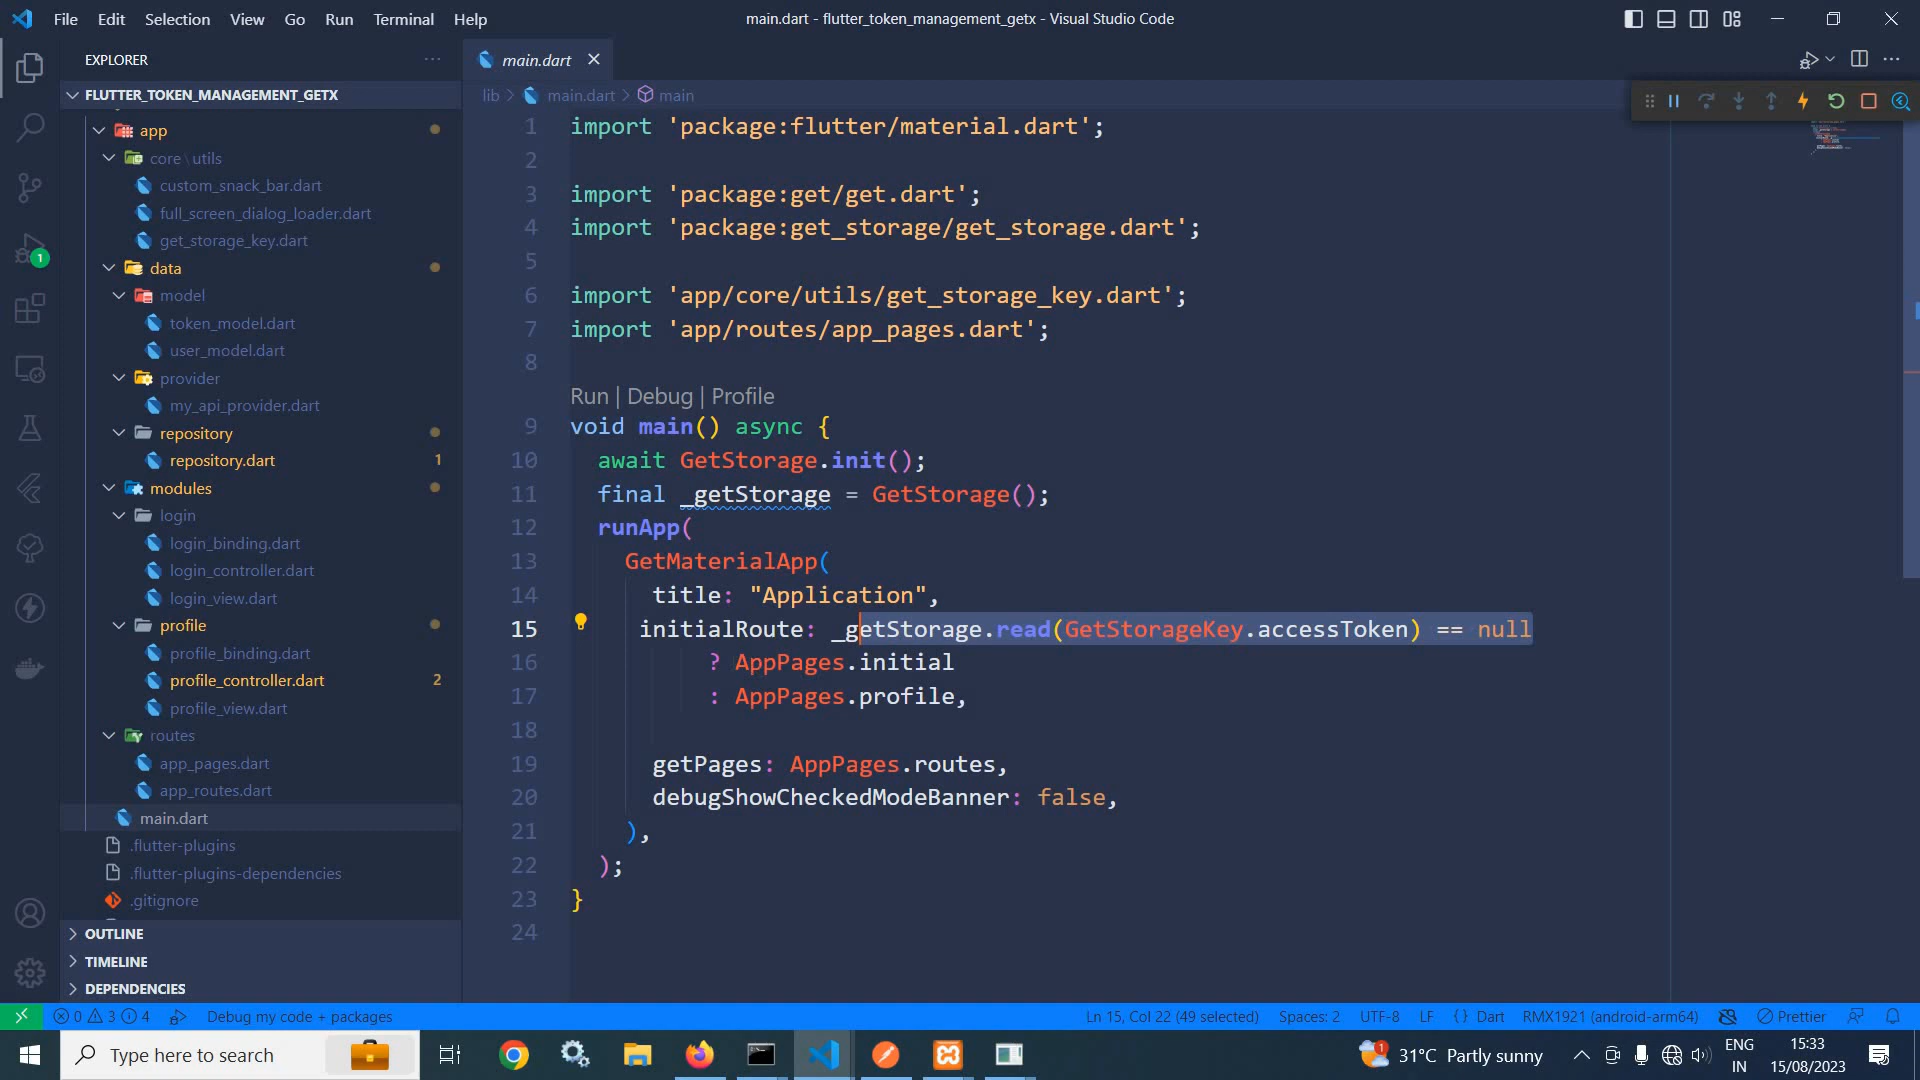 File Edit Selection View Go Run Terminal Help
main.dart - flutter_token_management_getx - Visual Studio Code
EXPLORER
FLUTTER_TOKEN_MANAGEMENT_GETX
app
core \ utils
custom_snack_bar.dart
full_screen_dialog_loader.dart
get_storage_key.dart
data
model
token_model.dart
user_model.dart
provider
my_api_provider.dart
repository
repository.dart 1
modules
login
login_binding.dart
login_controller.dart
login_view.dart
profile
profile_binding.dart
profile_controller.dart 2
profile_view.dart
routes
app_pages.dart
app_routes.dart
main.dart
.flutter-plugins
.flutter-plugins-dependencies
.gitignore
OUTLINE
TIMELINE
DEPENDENCIES
1
main.dart
lib > main.dart > main
1 import 'package:flutter/material.dart';
2
3 import 'package:get/get.dart';
4 import 'package:get_storage/get_storage.dart';
5
6 import 'app/core/utils/get_storage_key.dart';
7 import 'app/routes/app_pages.dart';
8
Run | Debug | Profile
9 void main() async {
10 await GetStorage.init();
11 final _getStorage = GetStorage();
12 runApp(
13 GetMaterialApp(
14 title: "Application",
15 initialRoute: _getStorage.read(GetStorageKey.accessToken) == null
16 ? AppPages.initial
17 : AppPages.profile,
18
19 getPages: AppPages.routes,
20 debugShowCheckedModeBanner: false,
21 ),
22 );
23 }
24
0 3 4 Debug my code + packages
Ln 15, Col 22 (49 selected) Spaces: 2 UTF-8 LF {} Dart RMX1921 (android-arm64) Prettier
Type here to search
1
31°C Partly sunny
ENG
IN
15:33
15/08/2023